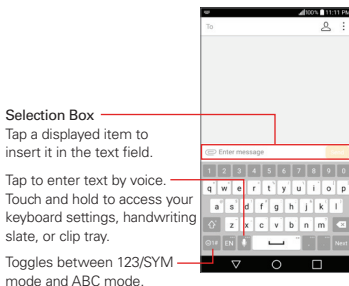 100% 11:11 PM
To
Selection Box
Tap a displayed item to
insert it in the text field.
Enter message
Tap to enter text by voice.
Touch and hold to access your
keyboard settings, handwriting
slate, or clip tray.
1 2 3 4 5 6 7 8 9 0
q w e r t y u i o p
a s d f g h j k l
z x c v b n m
EN Next
Toggles between 123/SYM
mode and ABC mode.